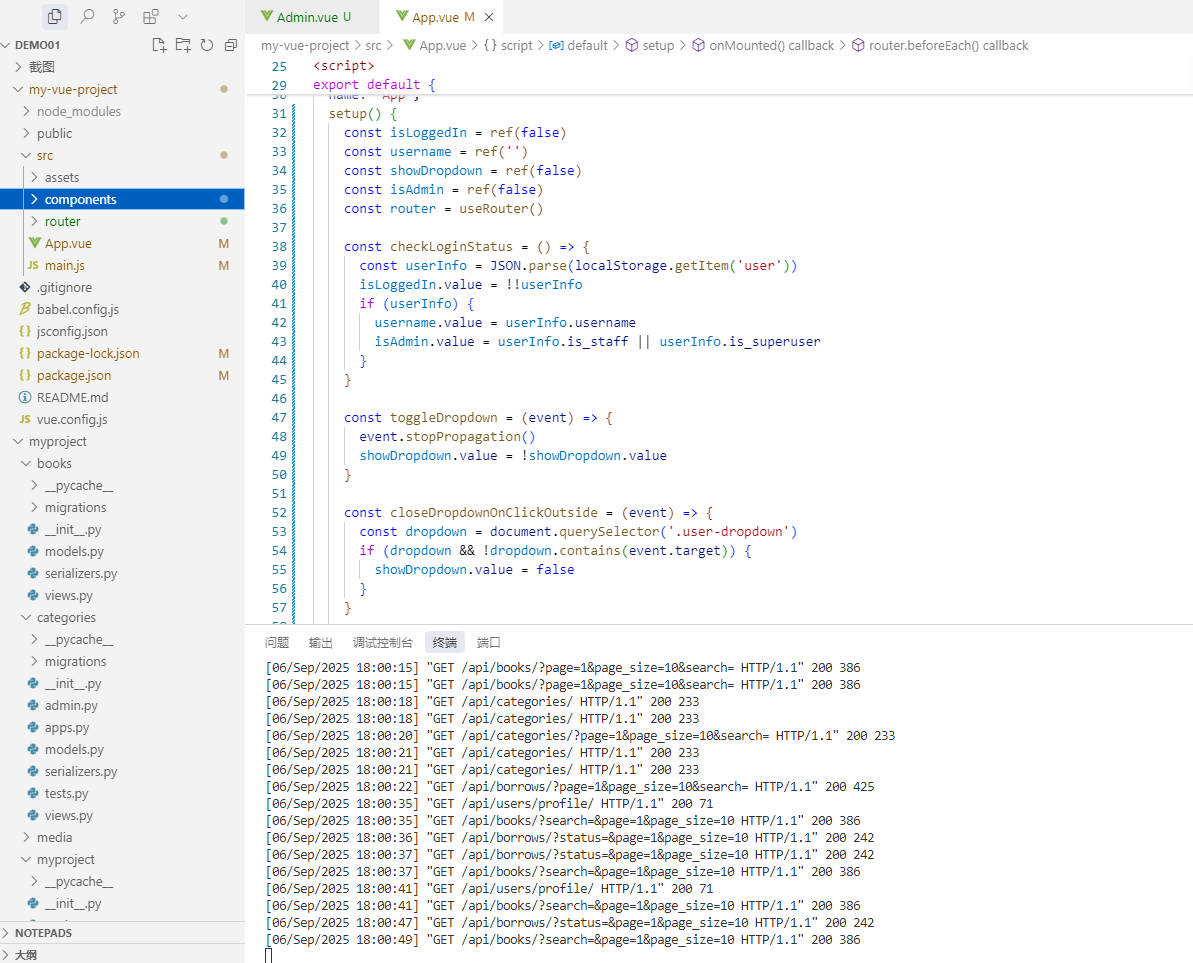 Admin.vue U
App.vue M
DEMO01
my-vue-project > src > App.vue > {} script > default > setup > onMounted() callback > router.beforeEach() callback
截图
my-vue-project
node_modules
public
src
assets
components
router
App.vue M
JS main.js M
.gitignore
babel.config.js
{} jsconfig.json
{} package-lock.json M
{} package.json M
README.md
JS vue.config.js
myproject
books
__pycache__
migrations
__init__.py
models.py
serializers.py
views.py
categories
__pycache__
migrations
__init__.py
admin.py
apps.py
models.py
serializers.py
tests.py
views.py
media
myproject
__pycache__
__init__.py
NOTEPADS
大纲
25 <script>
29 export default {
30 name: 'App',
31 setup() {
32 const isLoggedIn = ref(false)
33 const username = ref('')
34 const showDropdown = ref(false)
35 const isAdmin = ref(false)
36 const router = useRouter()
37
38 const checkLoginStatus = () => {
39 const userInfo = JSON.parse(localStorage.getItem('user'))
40 isLoggedIn.value = !!userInfo
41 if (userInfo) {
42 username.value = userInfo.username
43 isAdmin.value = userInfo.is_staff || userInfo.is_superuser
44 }
45 }
46
47 const toggleDropdown = (event) => {
48 event.stopPropagation()
49 showDropdown.value = !showDropdown.value
50 }
51
52 const closeDropdownOnClickOutside = (event) => {
53 const dropdown = document.querySelector('.user-dropdown')
54 if (dropdown && !dropdown.contains(event.target)) {
55 showDropdown.value = false
56 }
57 }
问题 输出 调试控制台 终端 端口
[06/Sep/2025 18:00:15] "GET /api/books/?page=1&page_size=10&search= HTTP/1.1" 200 386
[06/Sep/2025 18:00:15] "GET /api/books/?page=1&page_size=10&search= HTTP/1.1" 200 386
[06/Sep/2025 18:00:18] "GET /api/categories/ HTTP/1.1" 200 233
[06/Sep/2025 18:00:18] "GET /api/categories/ HTTP/1.1" 200 233
[06/Sep/2025 18:00:20] "GET /api/categories/?page=1&page_size=10&search= HTTP/1.1" 200 233
[06/Sep/2025 18:00:21] "GET /api/categories/ HTTP/1.1" 200 233
[06/Sep/2025 18:00:21] "GET /api/categories/ HTTP/1.1" 200 233
[06/Sep/2025 18:00:22] "GET /api/borrows/?page=1&page_size=10&search= HTTP/1.1" 200 425
[06/Sep/2025 18:00:35] "GET /api/users/profile/ HTTP/1.1" 200 71
[06/Sep/2025 18:00:35] "GET /api/books/?search=&page=1&page_size=10 HTTP/1.1" 200 386
[06/Sep/2025 18:00:36] "GET /api/borrows/?status=&page=1&page_size=10 HTTP/1.1" 200 242
[06/Sep/2025 18:00:37] "GET /api/borrows/?status=&page=1&page_size=10 HTTP/1.1" 200 242
[06/Sep/2025 18:00:37] "GET /api/books/?search=&page=1&page_size=10 HTTP/1.1" 200 386
[06/Sep/2025 18:00:41] "GET /api/users/profile/ HTTP/1.1" 200 71
[06/Sep/2025 18:00:41] "GET /api/books/?search=&page=1&page_size=10 HTTP/1.1" 200 386
[06/Sep/2025 18:00:47] "GET /api/borrows/?status=&page=1&page_size=10 HTTP/1.1" 200 242
[06/Sep/2025 18:00:49] "GET /api/books/?search=&page=1&page_size=10 HTTP/1.1" 200 386